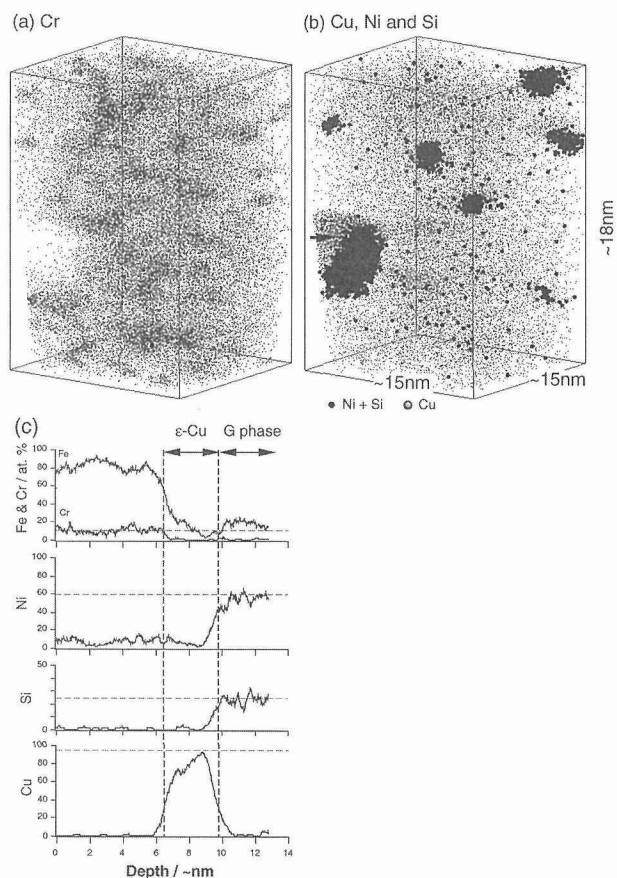 (a) Cr
(b) Cu, Ni and Si
~18nm
~15nm
~15nm
Ni + Si
Cu
(c)
ε-Cu
G phase
Fe & Cr / at. %
100
80
60
40
20
0
Fe
Cr
Ni
100
80
60
40
20
0
Si
50
25
0
Cu
100
80
60
40
20
0
0 2 4 6 8 10 12 14
Depth / ~nm